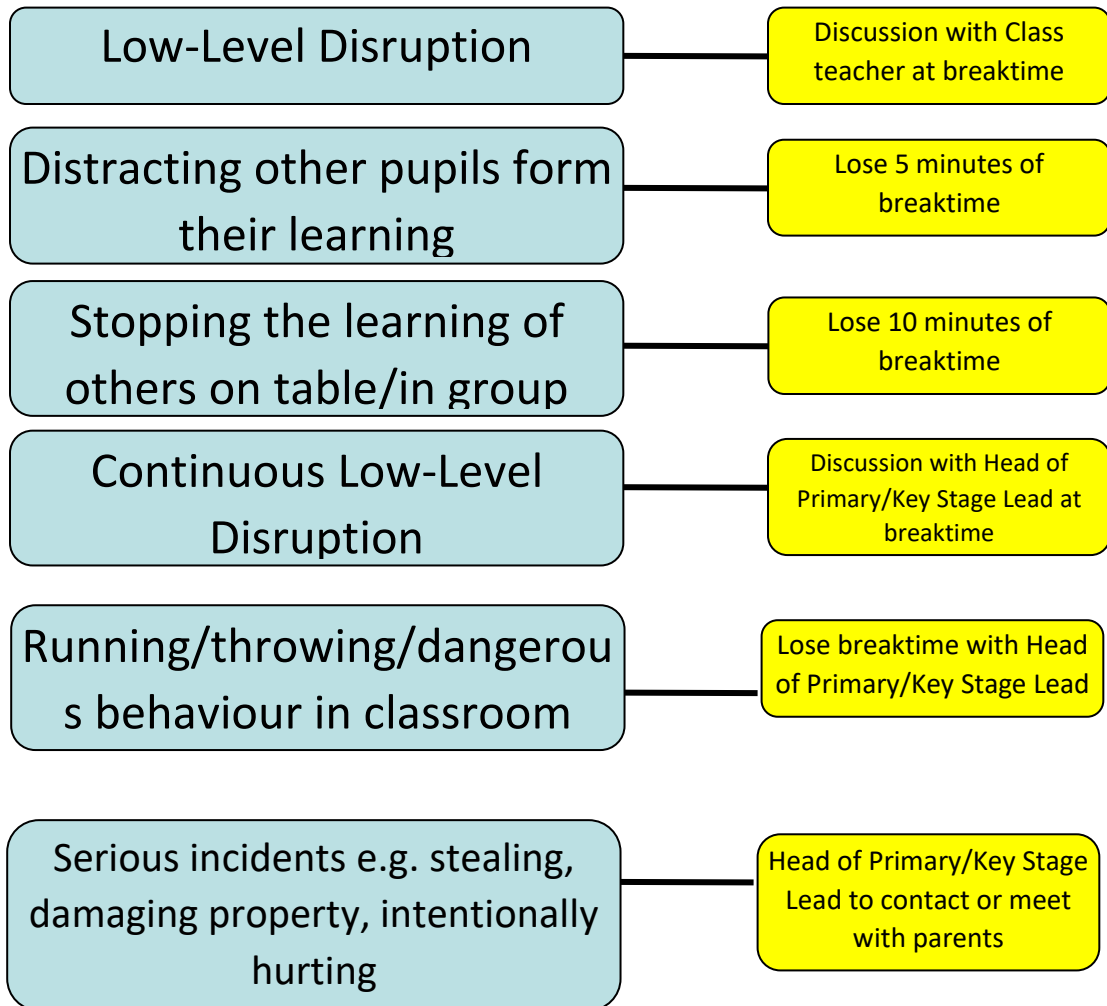 Low-Level Disruption
Discussion with Class
teacher at breaktime
Distracting other pupils form
their learning
Lose 5 minutes of
breaktime
Stopping the learning of
others on table/in group
Lose 10 minutes of
breaktime
Continuous Low-Level
Disruption
Discussion with Head of
Primary/Key Stage Lead at
breaktime
Running/throwing/dangerou
s behaviour in classroom
Lose breaktime with Head
of Primary/Key Stage Lead
Serious incidents e.g. stealing,
damaging property, intentionally
hurting
Head of Primary/Key Stage
Lead to contact or meet
with parents